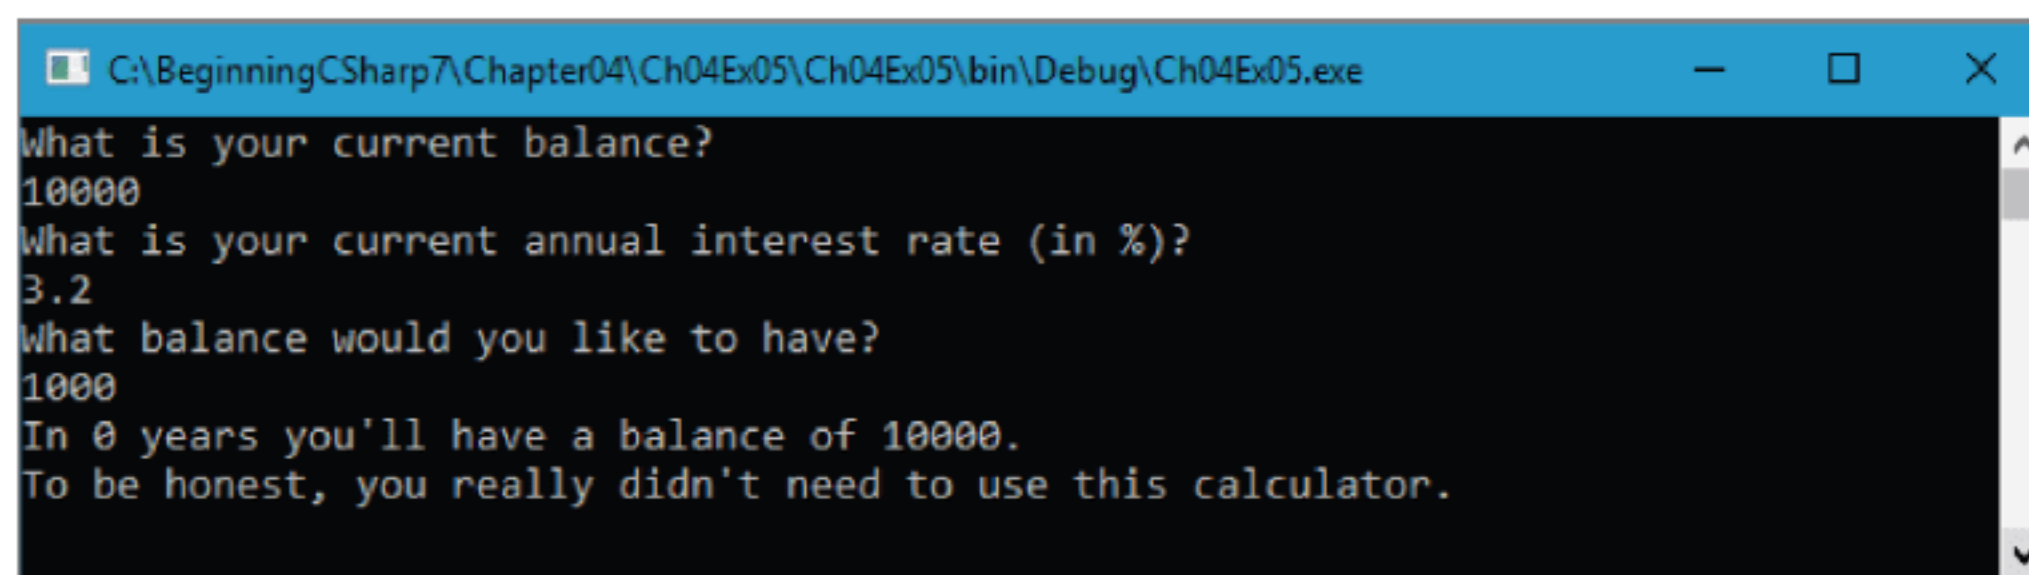 C:\BeginningCSharp7\Chapter04\Ch04Ex05\Ch04Ex05\bin\Debug\Ch04Ex05.exe
What is your current balance?
10000
What is your current annual interest rate (in %)?
3.2
What balance would you like to have?
1000
In 0 years you'll have a balance of 10000.
To be honest, you really didn't need to use this calculator.